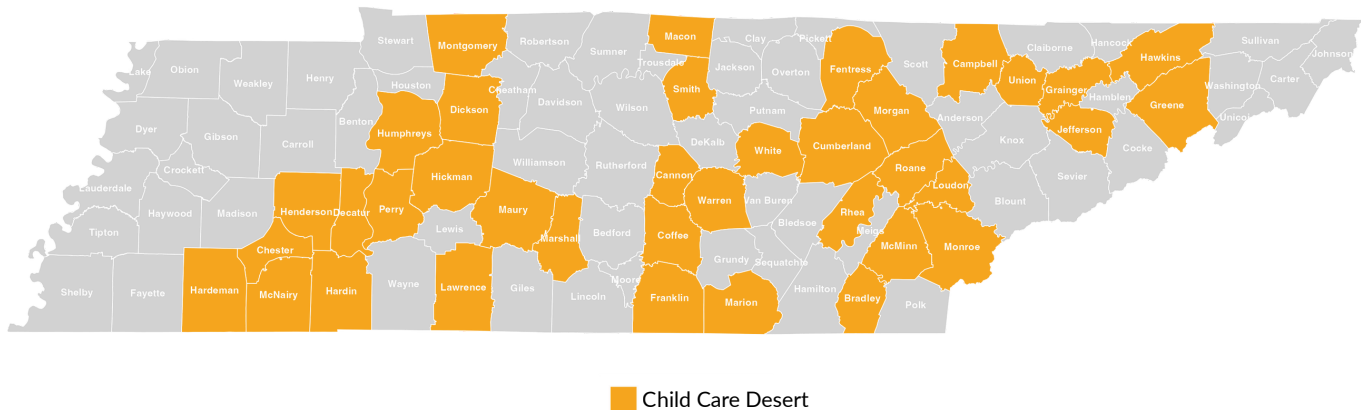 Stewart
Montgomery
Robertson
Sumner
Macon
Clay
Pickett
Fentress
Scott
Campbell
Claiborne
Hancock
Hawkins
Sullivan
Johnson
Lake
Obion
Weakley
Henry
Houston
Cheatham
Davidson
Trousdale
Smith
Jackson
Overton
Union
Grainger
Hamblen
Greene
Washington
Carter
Unicoi
Dyer
Gibson
Carroll
Benton
Humphreys
Dickson
Wilson
Putnam
Morgan
Anderson
Knox
Jefferson
Cocke
Crockett
Williamson
Rutherford
DeKalb
White
Cumberland
Roane
Loudon
Sevier
Lauderdale
Haywood
Madison
Henderson
Decatur
Perry
Hickman
Maury
Cannon
Warren
Van Buren
Bledsoe
Rhea
Meigs
Blount
Tipton
Chester
Lewis
Marshall
Bedford
Coffee
Grundy
Sequatchie
McMinn
Monroe
Shelby
Fayette
Hardeman
McNairy
Hardin
Wayne
Lawrence
Giles
Lincoln
Moore
Franklin
Marion
Hamilton
Bradley
Polk
Child Care Desert